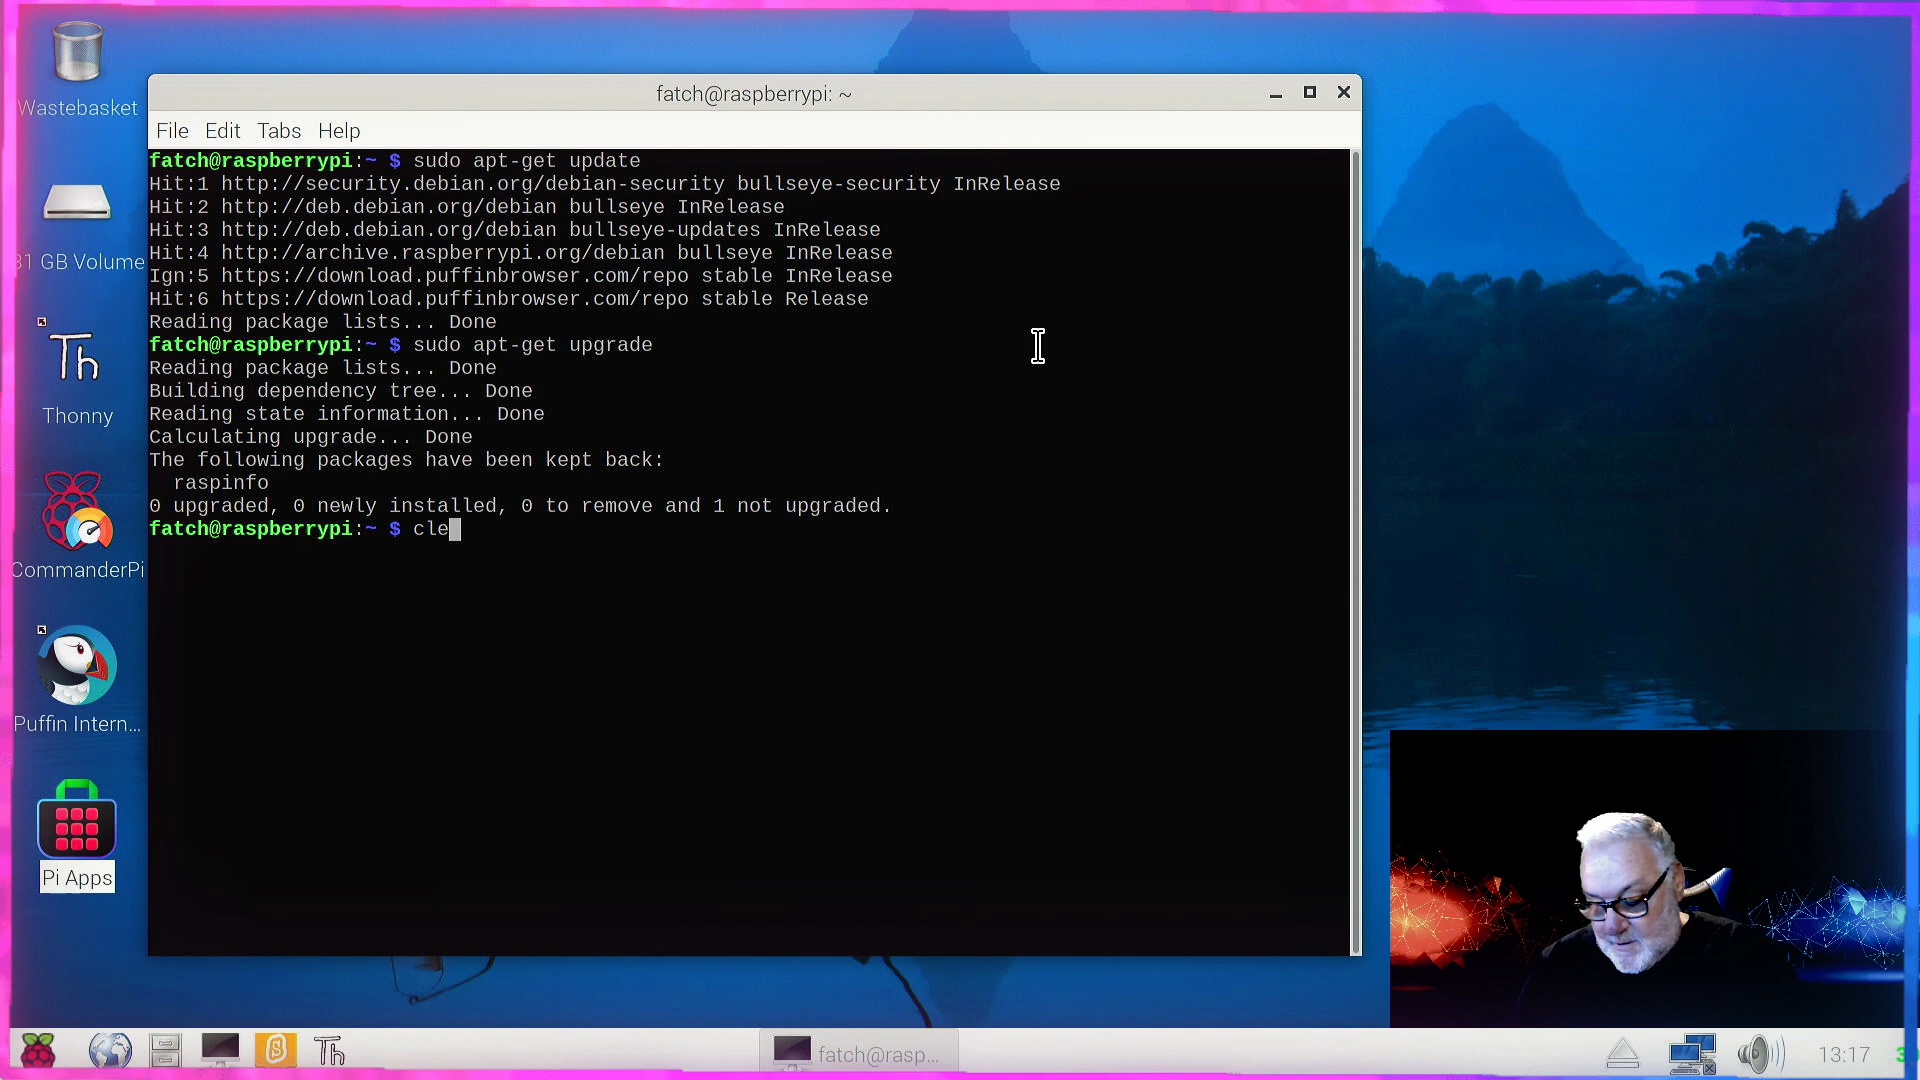 Wastebasket
31 GB Volume
Thonny
CommanderPi
Puffin Intern...
Pi Apps
fatch@raspberrypi: ~
File Edit Tabs Help
fatch@raspberrypi:~ $ sudo apt-get update
Hit:1 http://security.debian.org/debian-security bullseye-security InRelease
Hit:2 http://deb.debian.org/debian bullseye InRelease
Hit:3 http://deb.debian.org/debian bullseye-updates InRelease
Hit:4 http://archive.raspberrypi.org/debian bullseye InRelease
Ign:5 https://download.puffinbrowser.com/repo stable InRelease
Hit:6 https://download.puffinbrowser.com/repo stable Release
Reading package lists... Done
fatch@raspberrypi:~ $ sudo apt-get upgrade
Reading package lists... Done
Building dependency tree... Done
Reading state information... Done
Calculating upgrade... Done
The following packages have been kept back:
  raspinfo
0 upgraded, 0 newly installed, 0 to remove and 1 not upgraded.
fatch@raspberrypi:~ $ cle
Th
Th
fatch@rasp...
13:17